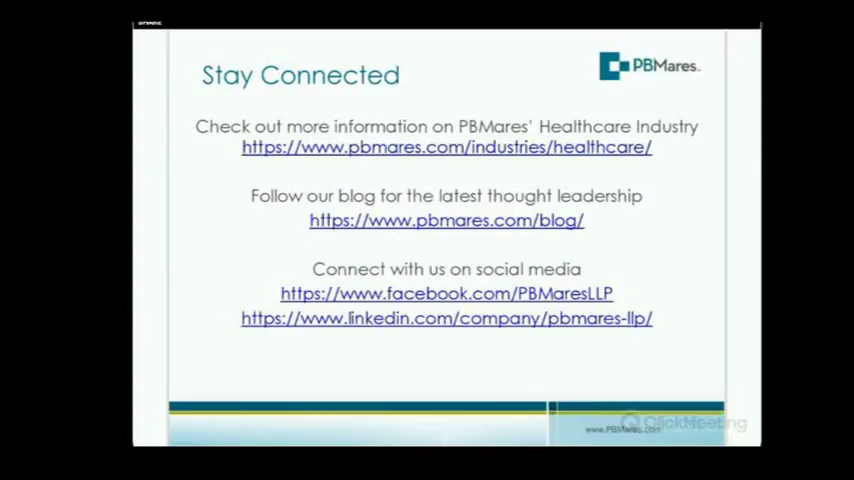 SHARE
Stay Connected
PBMares
Check out more information on PBMares' Healthcare Industry
https://www.pbmares.com/industries/healthcare/
Follow our blog for the latest thought leadership
https://www.pbmares.com/blog/
Connect with us on social media
https://www.facebook.com/PBMaresLLP
https://www.linkedin.com/company/pbmares-llp/
www.PBMares.com
ClickMeeting